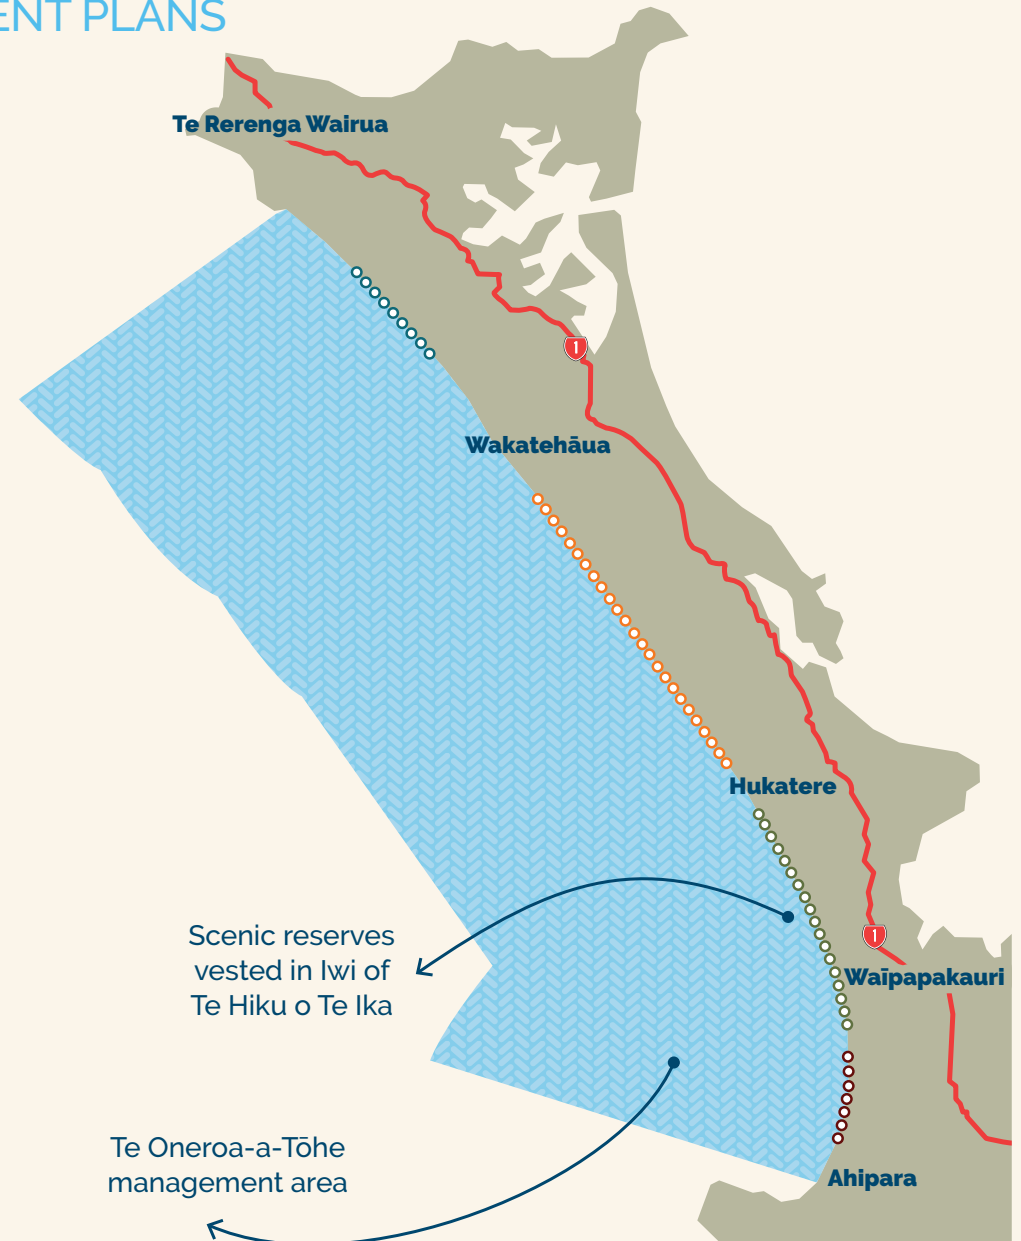 ENT PLANS
Te Rerenga Wairua
1
Wakatehāua
Hukatere
Scenic reserves
vested in Iwi of
Te Hiku o Te Ika
1
Waīpapakauri
Te Oneroa-a-Tōhe
management area
Ahipara